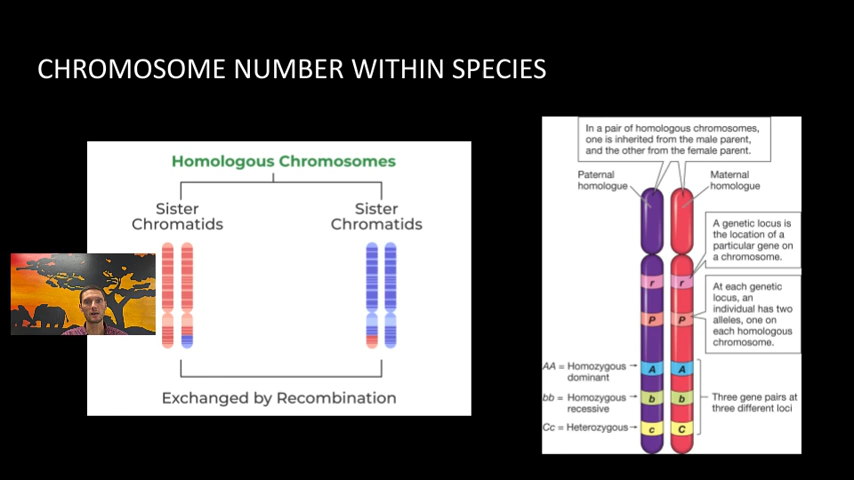 CHROMOSOME NUMBER WITHIN SPECIES
Homologous Chromosomes
Sister
Chromatids
Sister
Chromatids
Exchanged by Recombination
In a pair of homologous chromosomes,
one is inherited from the male parent,
and the other from the female parent.
Paternal
homologue
Maternal
homologue
A genetic locus is
the location of a
particular gene on
a chromosome.
r r
At each genetic
locus, an
individual has two
alleles, one on
each homologous
chromosome.
P P
AA = Homozygous
dominant
A A
bb = Homozygous
recessive
b b
Three gene pairs at
three different loci
Cc = Heterozygous
c C